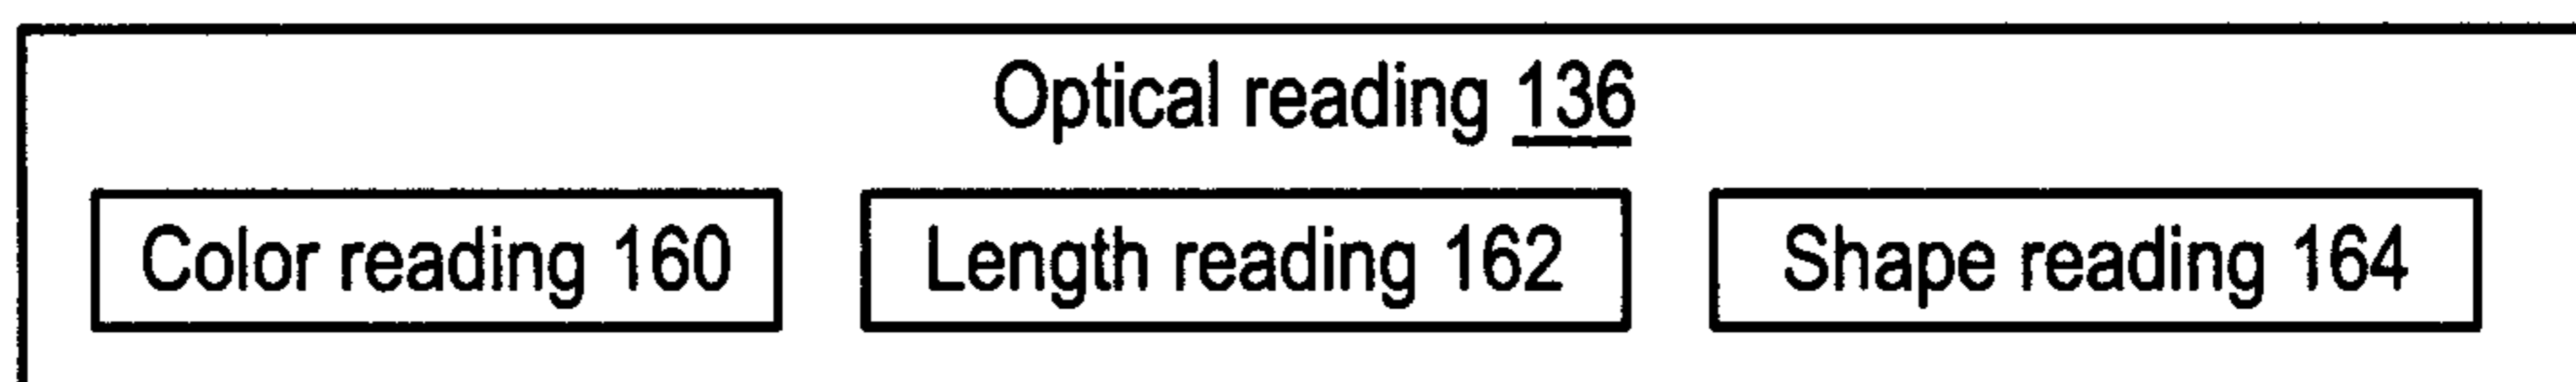 Optical reading 136
Color reading 160
Length reading 162
Shape reading 164